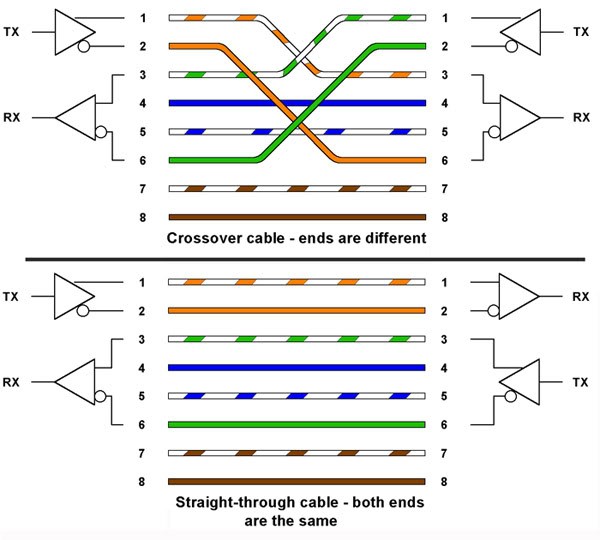 TX 1 1 TX
2 2
3 3
RX 4 4 RX
5 5
6 6
7 7
8 8
Crossover cable - ends are different
TX 1 1 RX
2 2
3 3
RX 4 4 TX
5 5
6 6
7 7
8 8
Straight-through cable - both ends
are the same